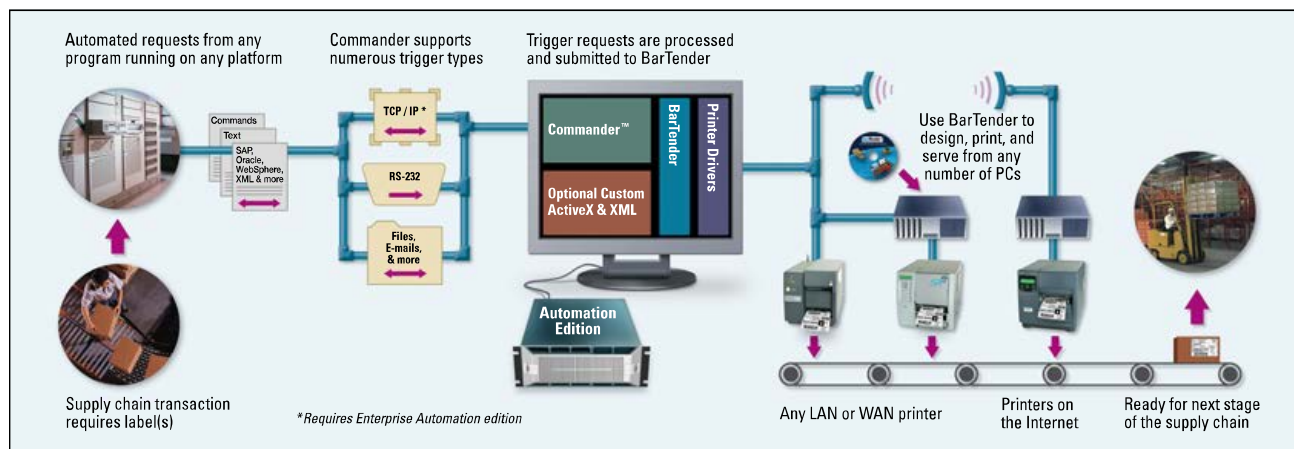 Automated requests from any
program running on any platform
Commander supports
numerous trigger types
Trigger requests are processed
and submitted to BarTender
Commands
Text
SAP,
Oracle,
WebSphere,
XML & more
TCP / IP *
RS-232
Files,
E-mails,
& more
Commander™
Optional Custom
ActiveX & XML
BarTender
Printer Drivers
Automation
Edition
Use BarTender to
design, print, and
serve from any
number of PCs
Supply chain transaction
requires label(s)
*Requires Enterprise Automation edition
Any LAN or WAN printer
Printers on
the Internet
Ready for next stage
of the supply chain